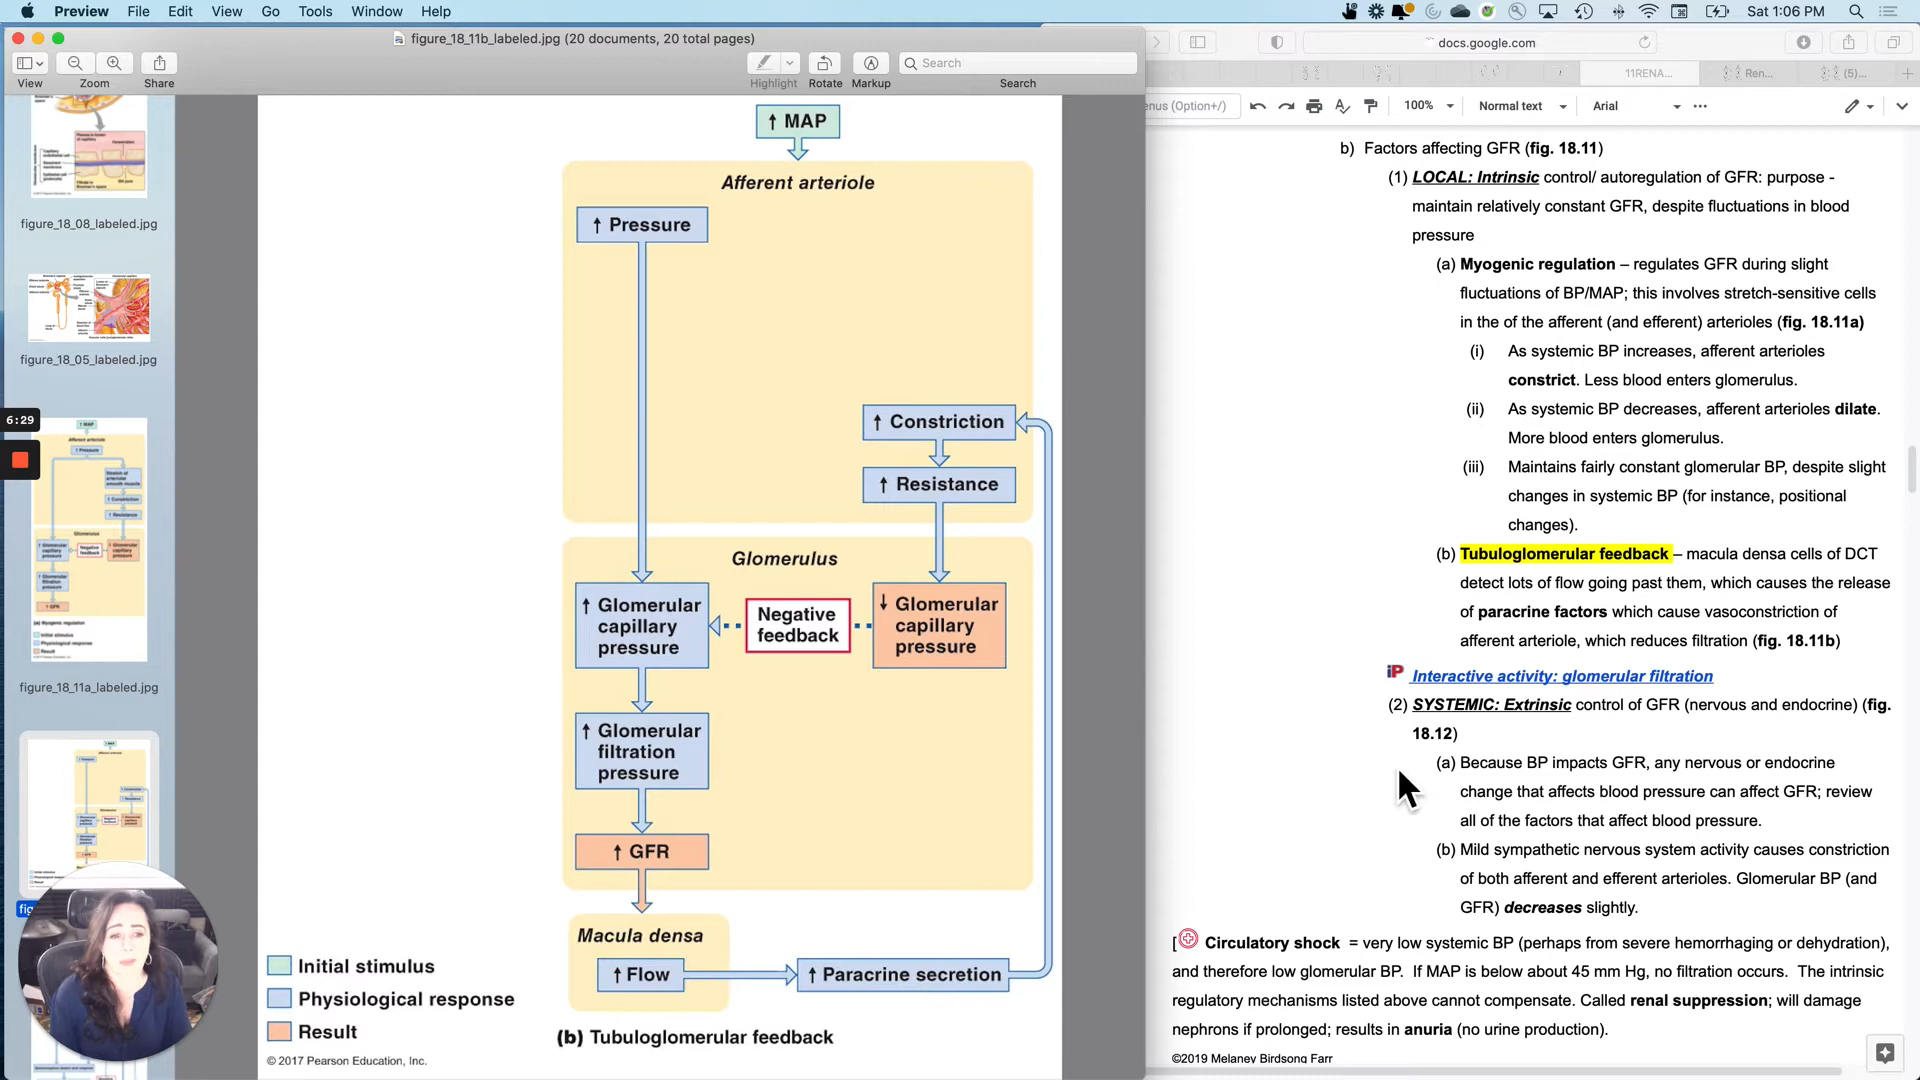 Preview File Edit View Go Tools Window Help
Sat 1:06 PM
figure_18_11b_labeled.jpg (20 documents, 20 total pages)
View Zoom Share Highlight Rotate Markup Search
Search
figure_18_08_labeled.jpg
figure_18_05_labeled.jpg
6:29
figure_18_11a_labeled.jpg
↑ MAP
Afferent arteriole
↑ Pressure
↑ Constriction
↑ Resistance
Glomerulus
↑ Glomerular
capillary
pressure
Negative
feedback
↓ Glomerular
capillary
pressure
↑ Glomerular
filtration
pressure
↑ GFR
Macula densa
↑ Flow
↑ Paracrine secretion
Initial stimulus
Physiological response
Result
(b) Tubuloglomerular feedback
© 2017 Pearson Education, Inc.
docs.google.com
11RENA...
Ren...
(5)...
enus (Option+/) 100% Normal text Arial
b) Factors affecting GFR (fig. 18.11)
(1) LOCAL: Intrinsic control/ autoregulation of GFR: purpose -
maintain relatively constant GFR, despite fluctuations in blood
pressure
(a) Myogenic regulation – regulates GFR during slight
fluctuations of BP/MAP; this involves stretch-sensitive cells
in the of the afferent (and efferent) arterioles (fig. 18.11a)
(i) As systemic BP increases, afferent arterioles
constrict. Less blood enters glomerulus.
(ii) As systemic BP decreases, afferent arterioles dilate.
More blood enters glomerulus.
(iii) Maintains fairly constant glomerular BP, despite slight
changes in systemic BP (for instance, positional
changes).
(b) Tubuloglomerular feedback – macula densa cells of DCT
detect lots of flow going past them, which causes the release
of paracrine factors which cause vasoconstriction of
afferent arteriole, which reduces filtration (fig. 18.11b)
iP Interactive activity: glomerular filtration
(2) SYSTEMIC: Extrinsic control of GFR (nervous and endocrine) (fig.
18.12)
(a) Because BP impacts GFR, any nervous or endocrine
change that affects blood pressure can affect GFR; review
all of the factors that affect blood pressure.
(b) Mild sympathetic nervous system activity causes constriction
of both afferent and efferent arterioles. Glomerular BP (and
GFR) decreases slightly.
[ Circulatory shock = very low systemic BP (perhaps from severe hemorrhaging or dehydration),
and therefore low glomerular BP. If MAP is below about 45 mm Hg, no filtration occurs. The intrinsic
regulatory mechanisms listed above cannot compensate. Called renal suppression; will damage
nephrons if prolonged; results in anuria (no urine production).
©2019 Melaney Birdsong Farr